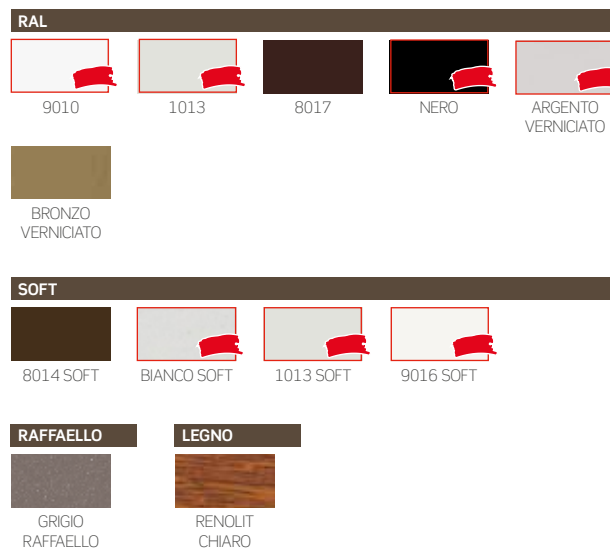 RAL
9010
1013
8017
NERO
ARGENTO
VERNICIATO
BRONZO
VERNICIATO
SOFT
8014 SOFT
BIANCO SOFT
1013 SOFT
9016 SOFT
RAFFAELLO
GRIGIO
RAFFAELLO
LEGNO
RENOLIT
CHIARO